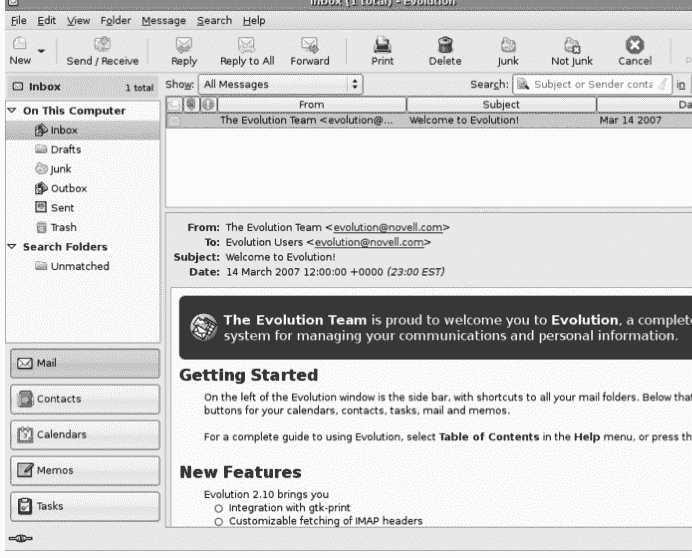 Inbox (1 total) - Evolution
File Edit View Folder Message Search Help
New Send / Receive Reply Reply to All Forward Print Delete Junk Not Junk Cancel
Inbox 1 total
Show: All Messages Search: Subject or Sender conta in
From Subject Da
On This Computer
The Evolution Team <evolution@... Welcome to Evolution! Mar 14 2007
Inbox
Drafts
Junk
Outbox
Sent
Trash
Search Folders
Unmatched
From: The Evolution Team <evolution@novell.com>
To: Evolution Users <evolution@novell.com>
Subject: Welcome to Evolution!
Date: 14 March 2007 12:00:00 +0000 (23:00 EST)
The Evolution Team is proud to welcome you to Evolution, a complete
system for managing your communications and personal information.
Getting Started
On the left of the Evolution window is the side bar, with shortcuts to all your mail folders. Below that
buttons for your calendars, contacts, tasks, mail and memos.
For a complete guide to using Evolution, select Table of Contents in the Help menu, or press th
New Features
Evolution 2.10 brings you
Integration with gtk-print
Customizable fetching of IMAP headers
Mail
Contacts
Calendars
Memos
Tasks